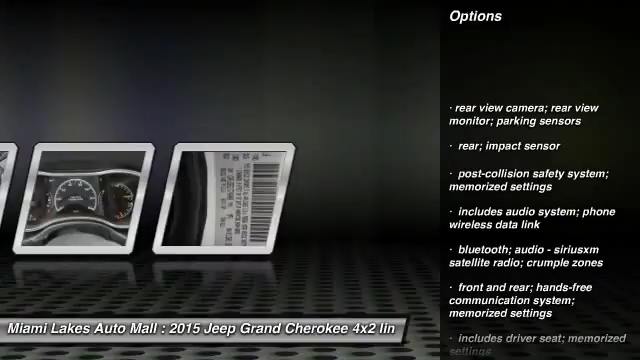 Options
· rear view camera; rear view
monitor; parking sensors
· rear; impact sensor
· post-collision safety system;
memorized settings
· includes audio system; phone
wireless data link
· bluetooth; audio - siriusxm
satellite radio; crumple zones
· front and rear; hands-free
communication system;
memorized settings
· includes driver seat; memorized
settings
Miami Lakes Auto Mall : 2015 Jeep Grand Cherokee 4x2 lin